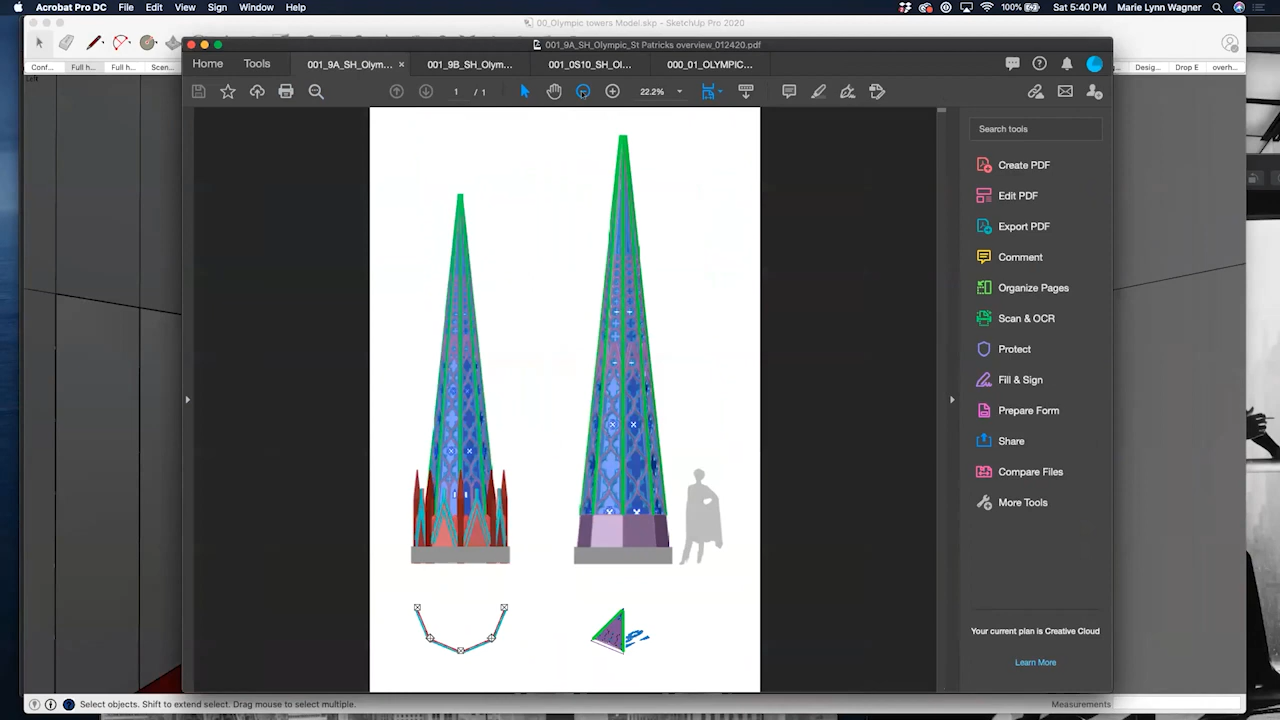 Acrobat Pro DC File Edit View Sign Window Help 100% Sat 5:40 PM Marie Lynn Wagner
00_Olympic towers Model.skp - SketchUp Pro 2020
001_9A_SH_Olympic_St Patricks overview_012420.pdf
Home Tools 001_9A_SH_Olym... × 001_9B_SH_Olym... 001_0S10_SH_Ol... 000_01_OLYMPIC...
Conf... Full h... Full h... Scen... Desig... Drop E overh...
Left
1 / 1 22.2%
Search tools
Create PDF
Edit PDF
Export PDF
Comment
Organize Pages
Scan & OCR
Protect
Fill & Sign
Prepare Form
Share
Compare Files
More Tools
Your current plan is Creative Cloud
Learn More
Select objects. Shift to extend select. Drag mouse to select multiple. Measurements